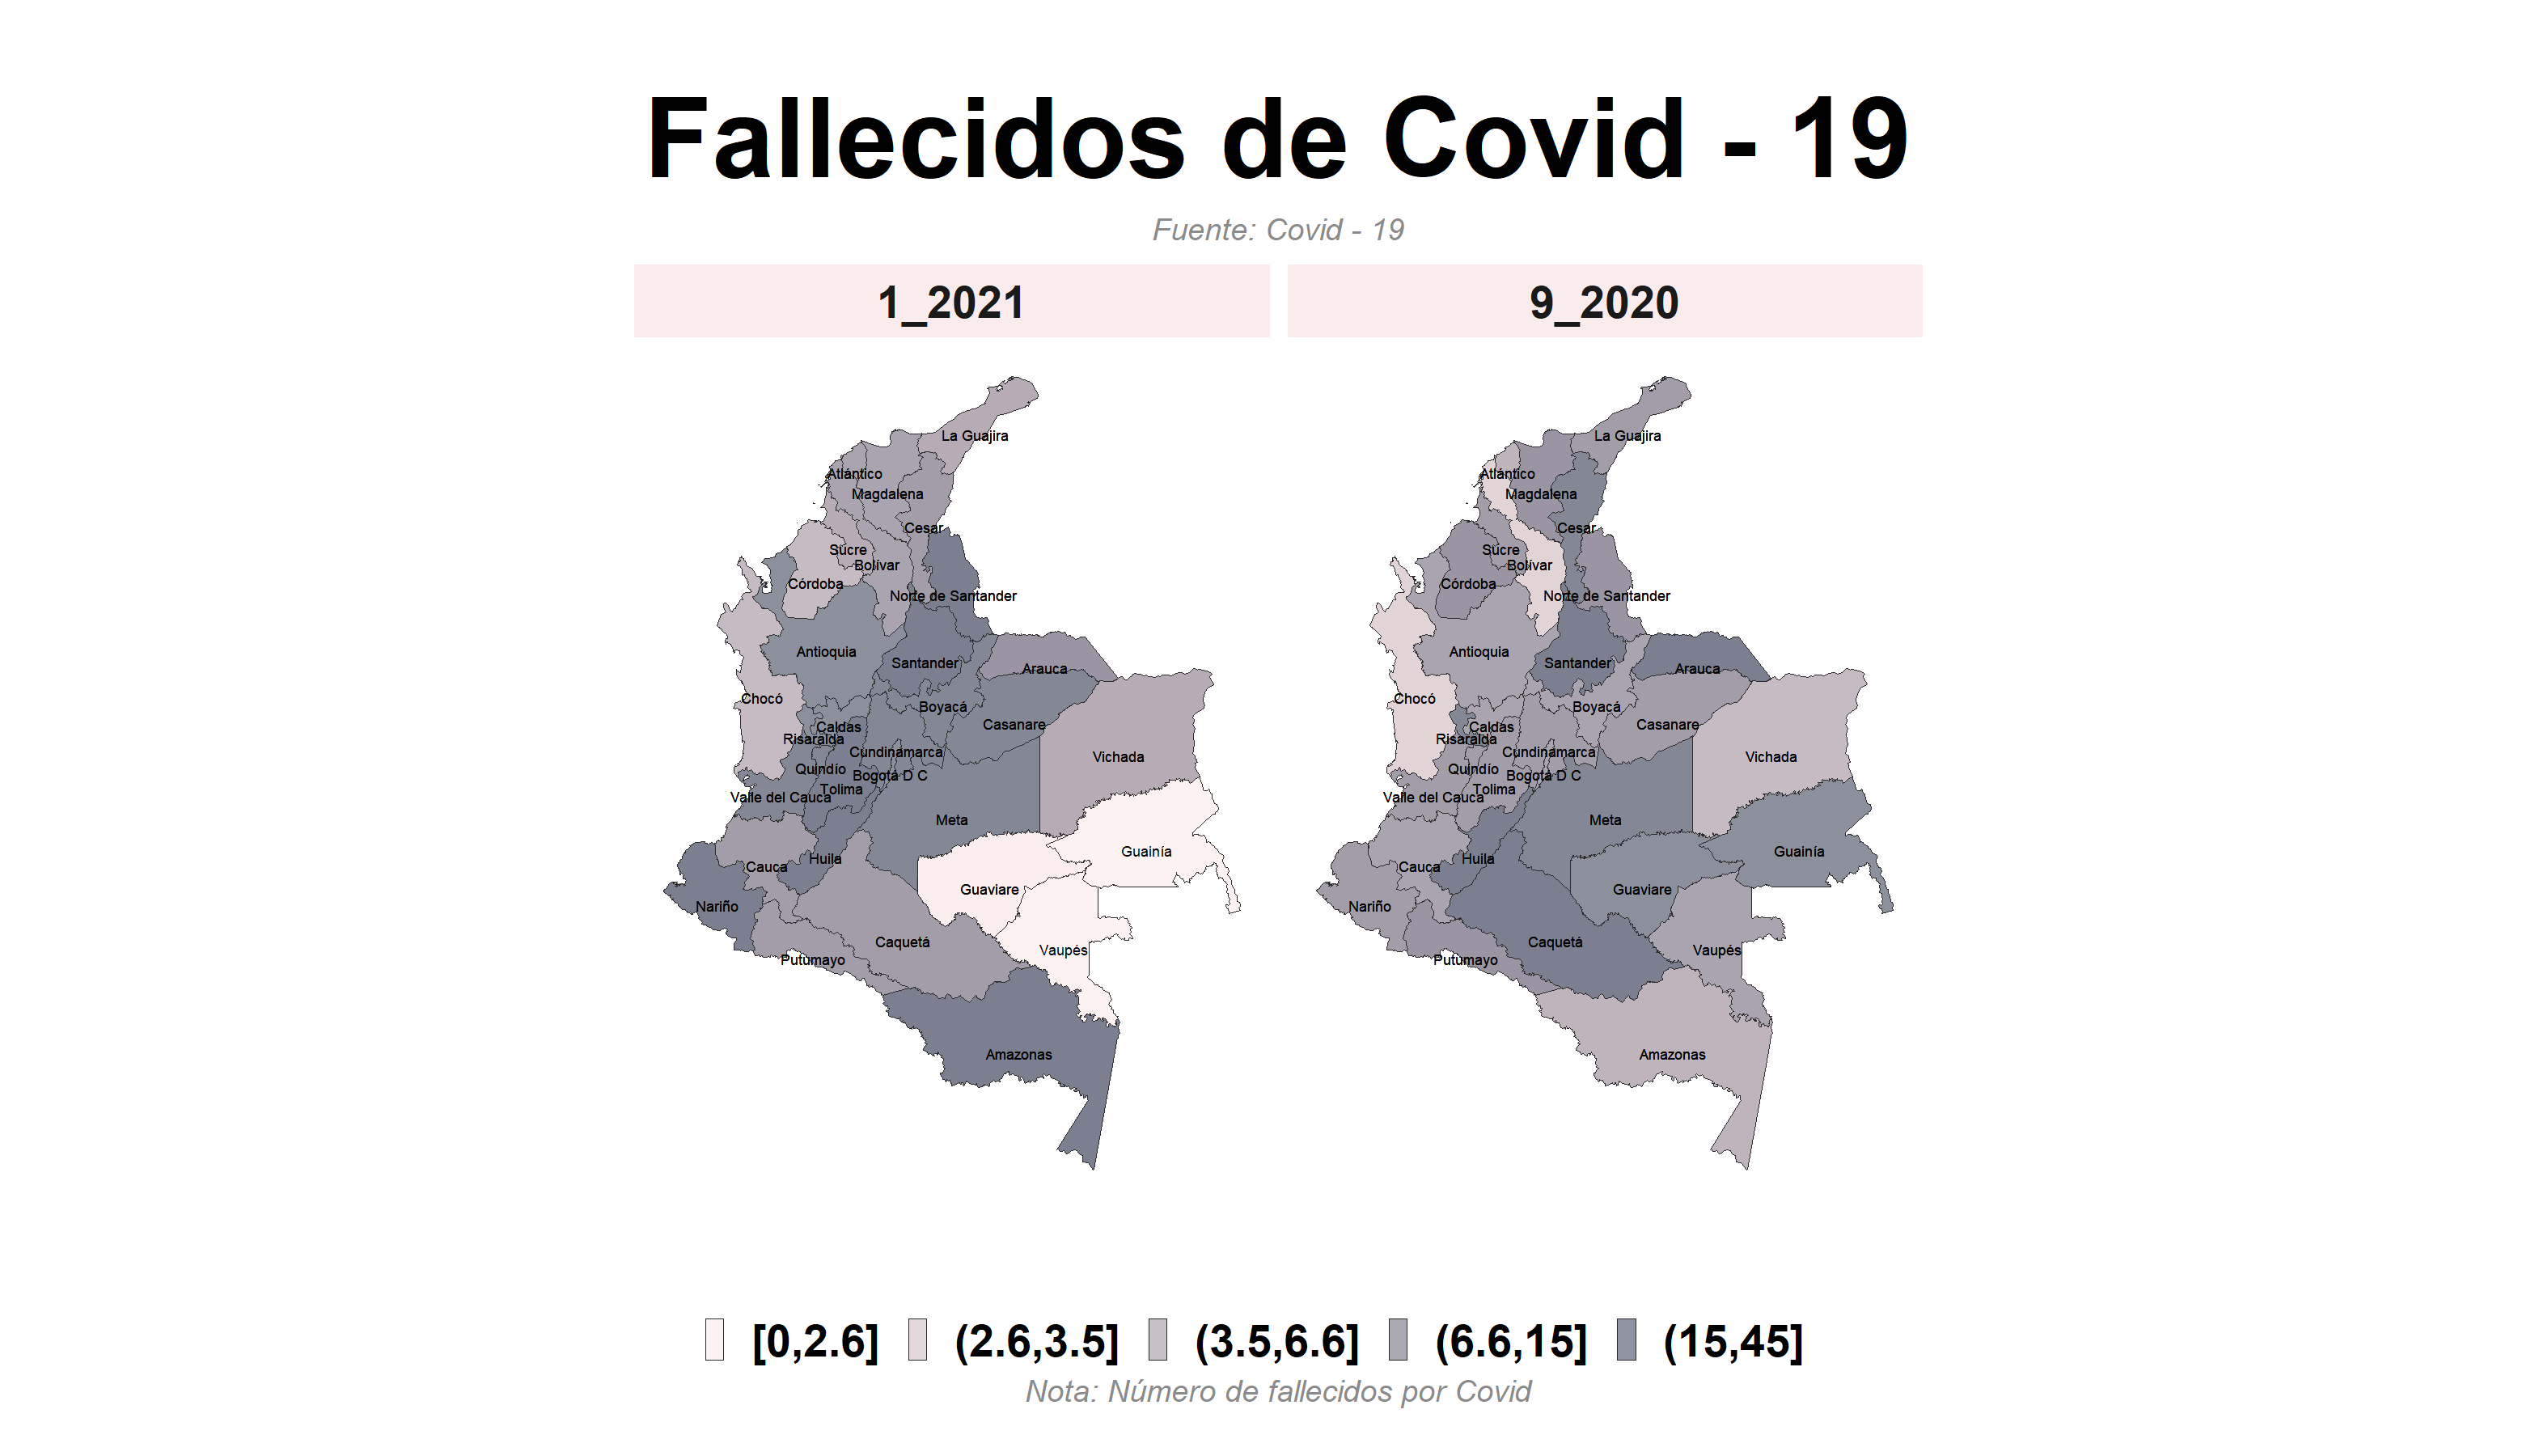 Fallecidos de Covid - 19
Fuente: Covid - 19
1_2021
La Guajira
Atlántico
Magdalena
Cesar
Sucre
Bolívar
Córdoba
Norte de Santander
Antioquia
Santander
Arauca
Chocó
Boyacá
Casanare
Caldas
Risaralda
Cundinamarca
Vichada
Quindío
Bogotá D C
Tolima
Valle del Cauca
Meta
Guainía
Huila
Cauca
Guaviare
Nariño
Caquetá
Vaupés
Putumayo
Amazonas
9_2020
La Guajira
Atlántico
Magdalena
Cesar
Sucre
Bolívar
Córdoba
Norte de Santander
Antioquia
Santander
Arauca
Chocó
Boyacá
Casanare
Caldas
Risaralda
Cundinamarca
Vichada
Quindío
Bogotá D C
Tolima
Valle del Cauca
Meta
Guainía
Huila
Cauca
Guaviare
Nariño
Caquetá
Vaupés
Putumayo
Amazonas
[0,2.6] (2.6,3.5] (3.5,6.6] (6.6,15] (15,45]
Nota: Número de fallecidos por Covid